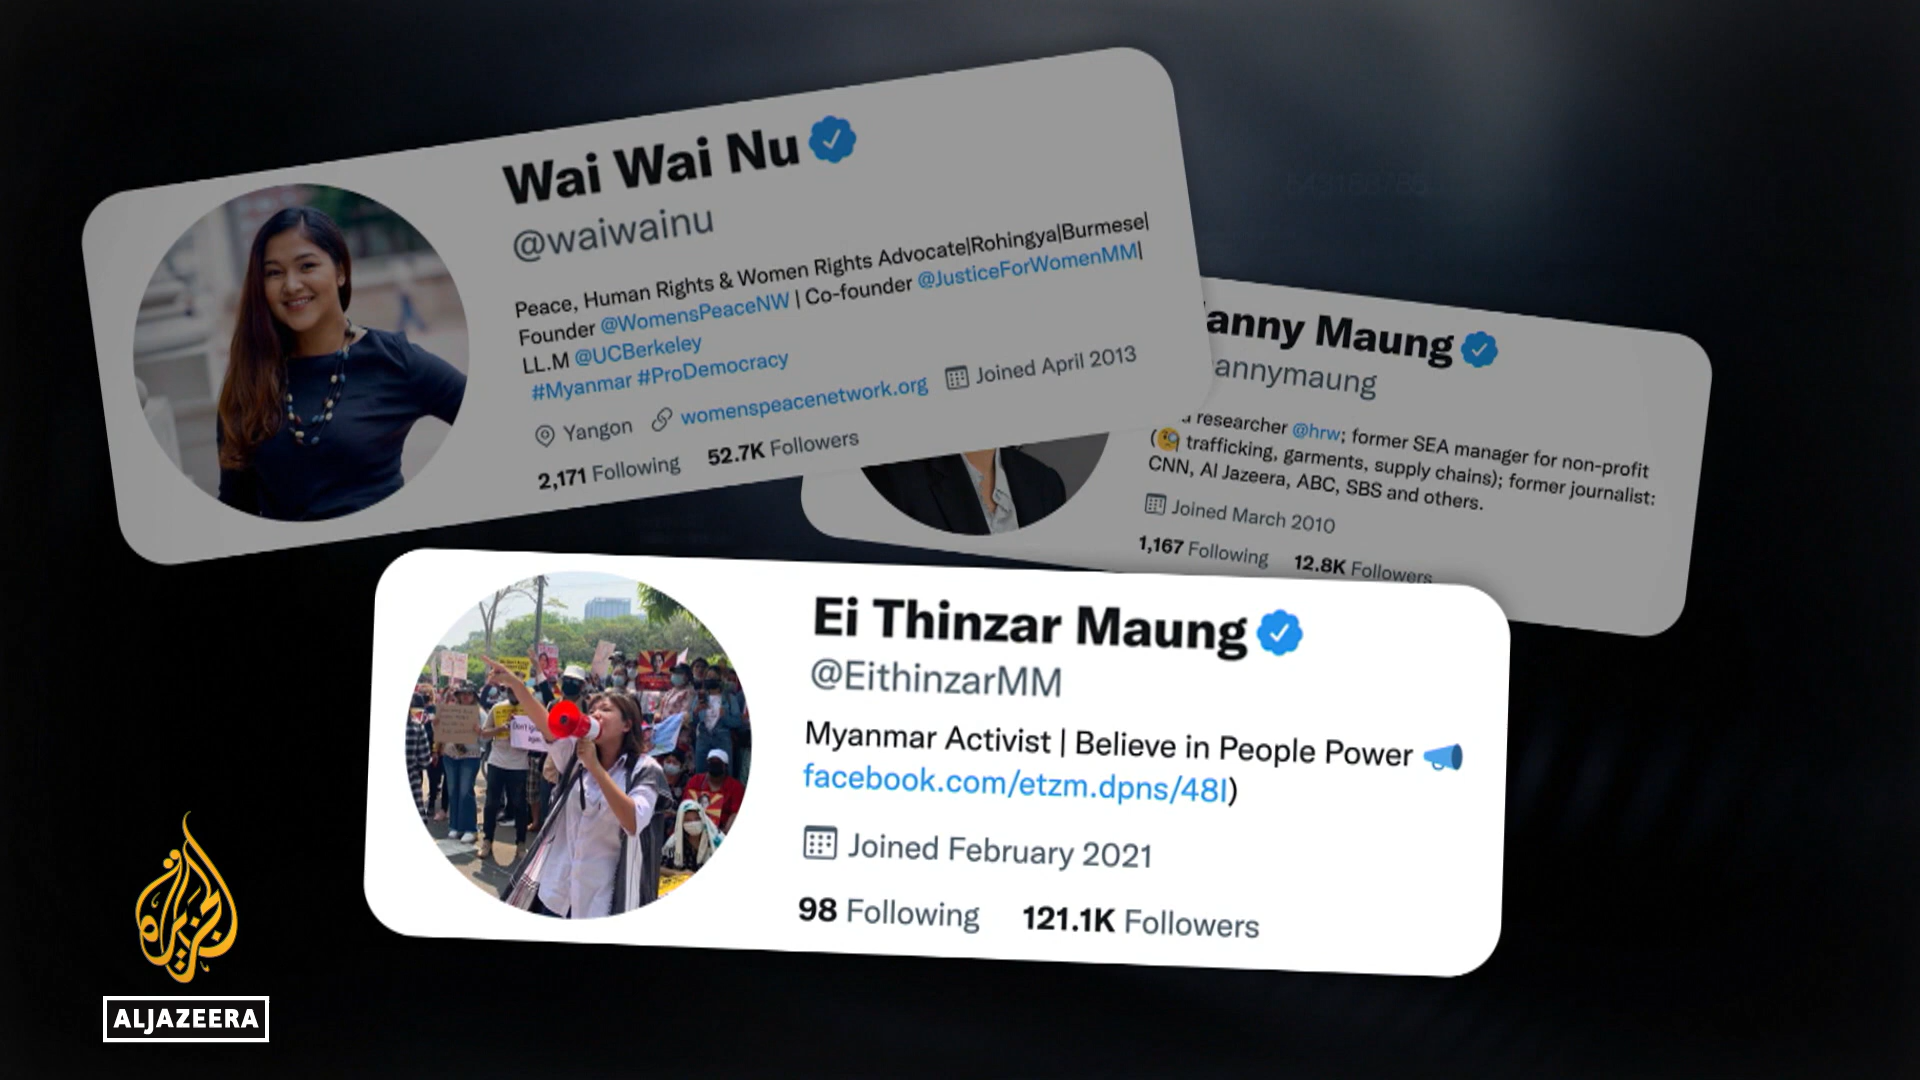 Wai Wai Nu
@waiwainu
Peace, Human Rights & Women Rights Advocate|Rohingya|Burmese|
Founder @WomensPeaceNW | Co-founder @JusticeForWomenMM|
LL.M @UCBerkeley
#Myanmar #ProDemocracy
Yangon womenspeacenetwork.org Joined April 2013
2,171 Following 52.7K Followers
anny Maung
annymaung
researcher @hrw; former SEA manager for non-profit
( trafficking, garments, supply chains); former journalist:
CNN, Al Jazeera, ABC, SBS and others.
Joined March 2010
1,167 Following 12.8K Followers
Ei Thinzar Maung
@EithinzarMM
Myanmar Activist | Believe in People Power
facebook.com/etzm.dpns/48I)
Joined February 2021
98 Following 121.1K Followers
ALJAZEERA